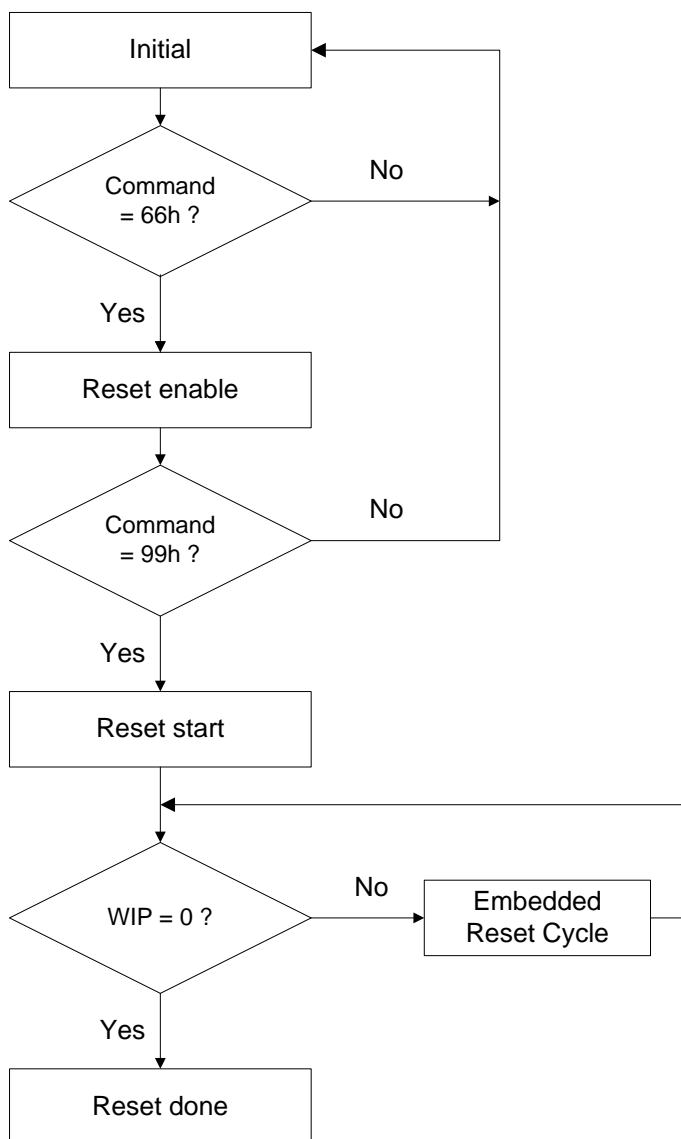 Initial
Command
= 66h ?
No
Yes
Reset enable
Command
= 99h ?
No
Yes
Reset start
WIP = 0 ?
No
Embedded
Reset Cycle
Yes
Reset done